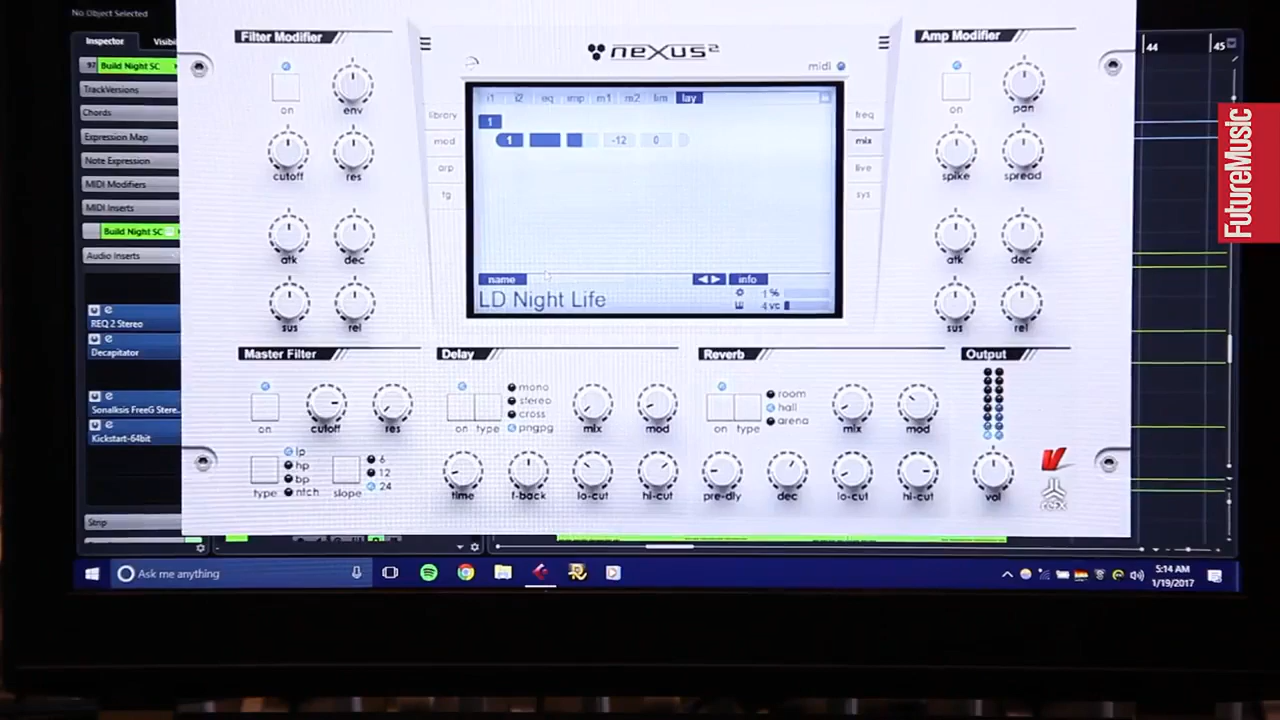 No Object Selected
Inspector
Visibi
97 Build Night SC
TrackVersions
Chords
Expression Map
Note Expression
MIDI Modifiers
MIDI Inserts
Build Night SC
Audio Inserts
REQ 2 Stereo
Decapitator
Sonalksis FreeG Stere..
Kickstart-64bit
Strip
Filter Modifier
on
env
cutoff
res
atk
dec
sus
rel
nexus2
midi
library
mod
arp
tg
i1 i2 eq imp m1 m2 lim lay
1
1 -12 0
name
info
LD Night Life
1 %
4 vc
freq
mix
live
sys
Amp Modifier
on
pan
spike
spread
atk
dec
sus
rel
44
45
FutureMusic
Master Filter
on
cutoff
res
lp
hp
bp
ntch
type
slope
6
12
24
Delay
on type
mono
stereo
cross
pngpg
mix
mod
time
f-back
lo-cut
hi-cut
Reverb
on type
room
hall
arena
mix
mod
pre-dly
dec
lo-cut
hi-cut
Output
vol
reFX
Ask me anything
5:14 AM
1/19/2017